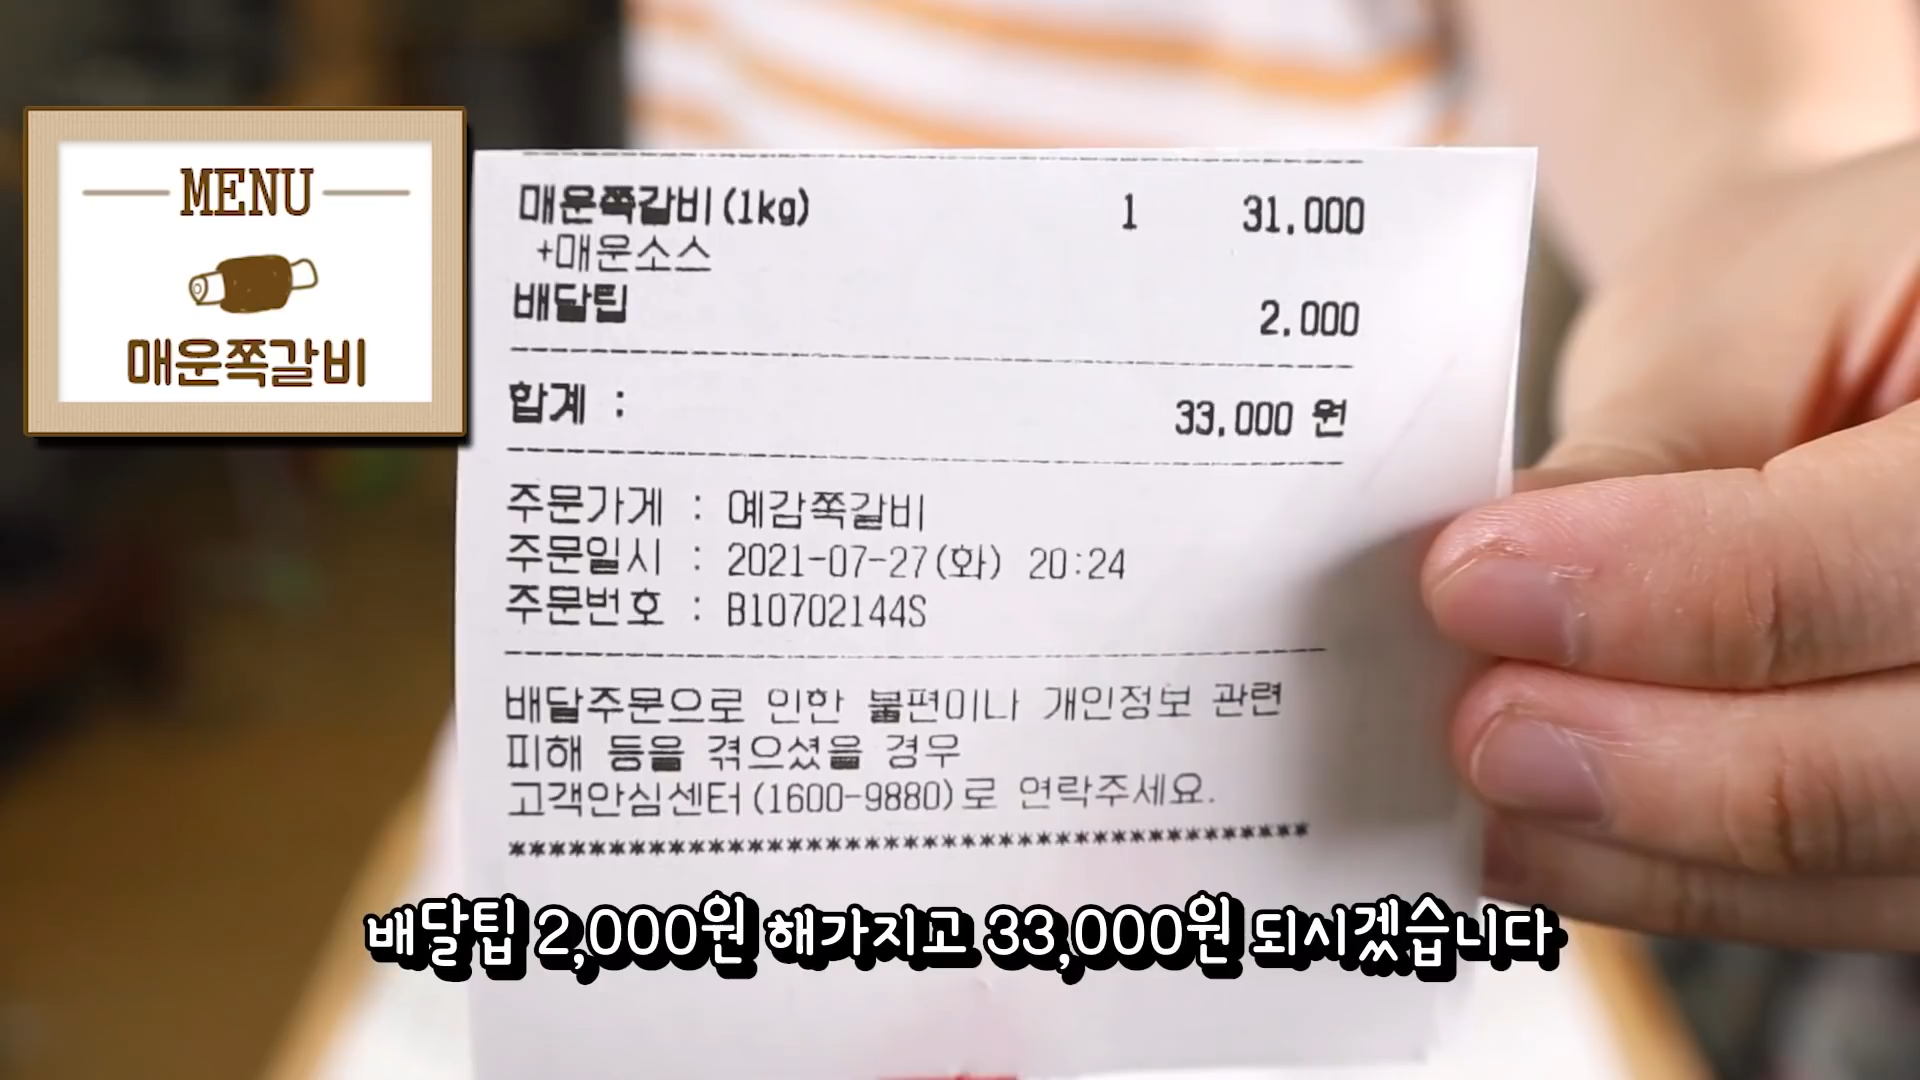 MENU
매운쪽갈비
매운쪽갈비(1kg) 1 31,000
+매운소스
배달팁 2,000
합계 : 33,000 원
주문가게 : 예감쪽갈비
주문일시 : 2021-07-27(화) 20:24
주문번호 : B10702144S
배달주문으로 인한 불편이나 개인정보 관련
피해 등을 겪으셨을 경우
고객안심센터(1600-9880)로 연락주세요.
****************************************
배달팁 2,000원 해가지고 33,000원 되시겠습니다